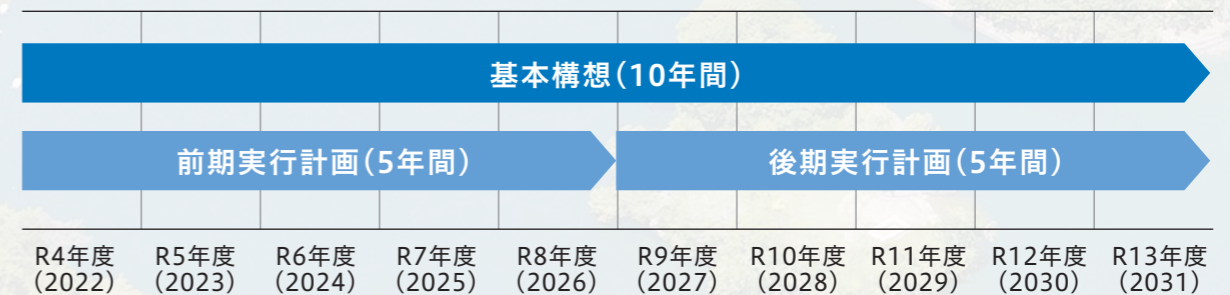 基本構想(10年間)
前期実行計画(5年間) 後期実行計画(5年間)
R4年度 R5年度 R6年度 R7年度 R8年度 R9年度 R10年度 R11年度 R12年度 R13年度
(2022) (2023) (2024) (2025) (2026) (2027) (2028) (2029) (2030) (2031)